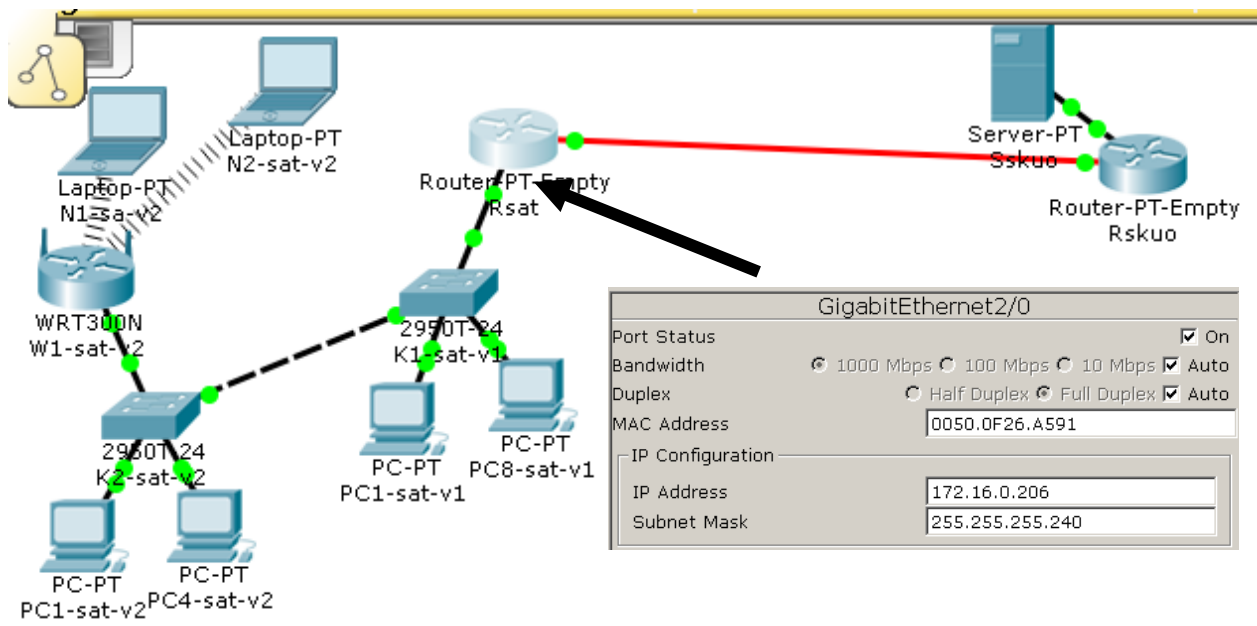 Laptop-PT
N2-sat-v2
Laptop-PT
N1-sa-v2
Router-PT-Empty
Rsat
Server-PT
Sskuo
Router-PT-Empty
Rskuo
WRT300N
W1-sat-v2
2950T-24
K1-sat-v1
PC-PT
PC1-sat-v1
PC-PT
PC8-sat-v1
2950T-24
K2-sat-v2
PC-PT
PC1-sat-v2
PC-PT
PC4-sat-v2
GigabitEthernet2/0
Port Status On
Bandwidth 1000 Mbps 100 Mbps 10 Mbps Auto
Duplex Half Duplex Full Duplex Auto
MAC Address 0050.0F26.A591
IP Configuration
IP Address 172.16.0.206
Subnet Mask 255.255.255.240